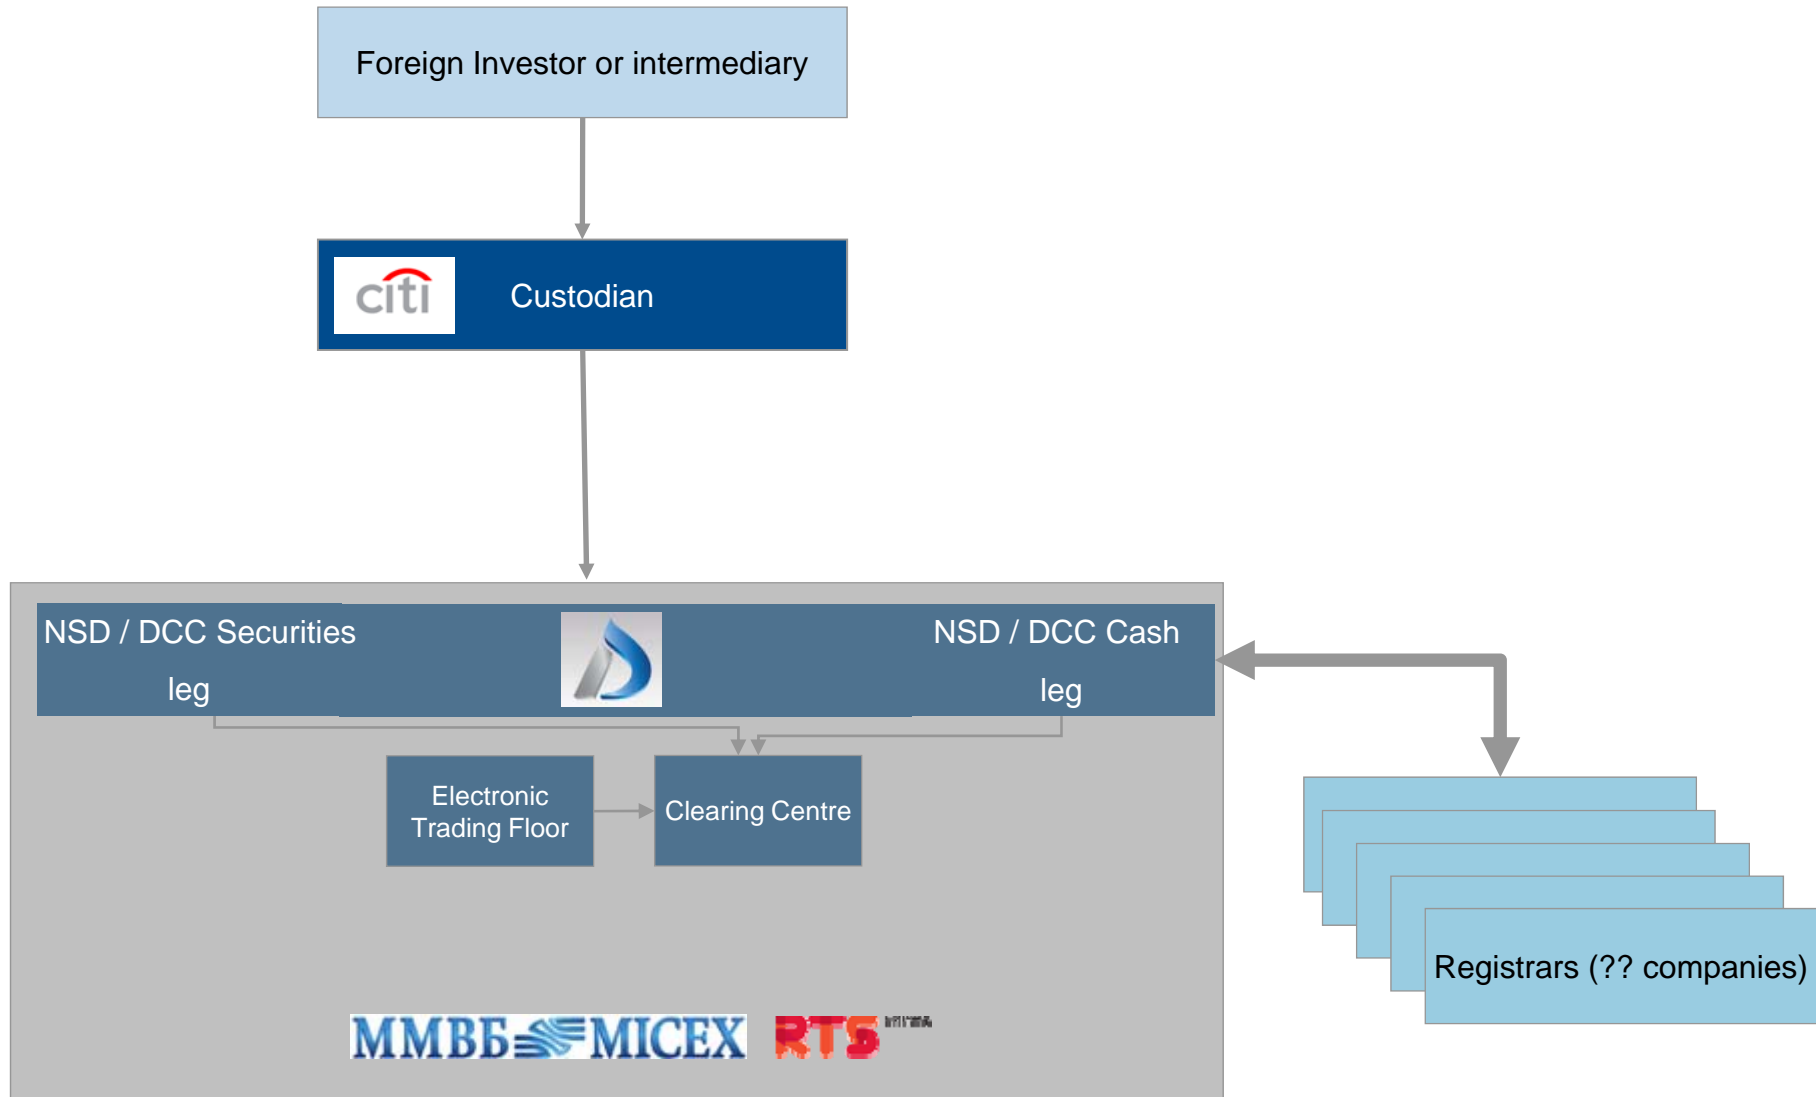 Foreign Investor or intermediary
citi
Custodian
NSD / DCC Securities
leg
NSD / DCC Cash
leg
Electronic
Trading Floor
Clearing Centre
Registrars (?? companies)
ММВБ MICEX
RTS